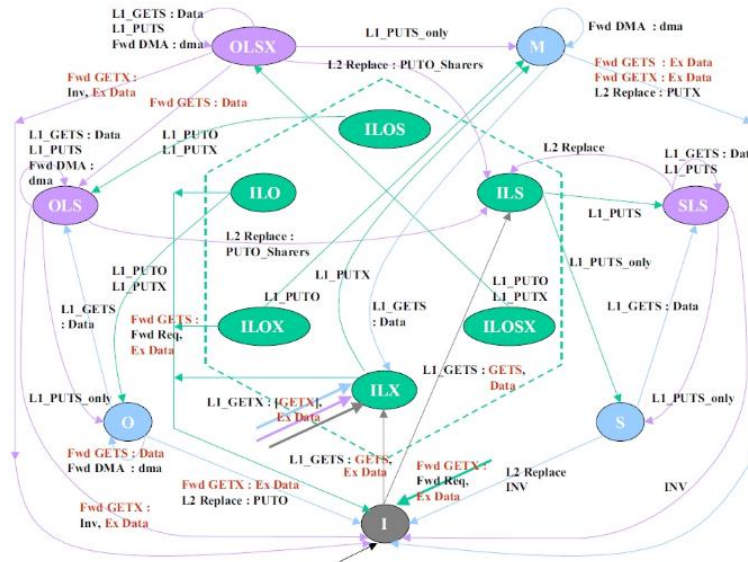 L1_GETS : Data
L1_PUTS
Fwd DMA : dma
OLSX
L1_PUTS_only
M
Fwd DMA : dma
Fwd GETS : Ex Data
Fwd GETX : Ex Data
L2 Replace : PUTX
L2 Replace : PUTO_Sharers
Fwd GETX :
Inv, Ex Data
Fwd GETS : Data
ILOS
L1_GETS : Data
L1_PUTS
Fwd DMA :
dma
L1_PUTO
L1_PUTX
L2 Replace
L1_GETS : Data
L1_PUTS
OLS
ILO
ILS
SLS
L1_PUTS
L2 Replace :
PUTO_Sharers
L1_PUTS_only
L1_PUTO
L1_PUTX
L1_PUTX
L1_PUTO
L1_PUTX
L1_GETS
: Data
L1_GETS
: Data
L1_GETS : Data
L1_PUTO
ILOX
ILOSX
Fwd GETS :
Fwd Req,
Ex Data
L1_GETS : GETS,
Data
ILX
L1_GETX : [GETX],
Ex Data
L1_PUTS_only
L1_PUTS_only
O
S
Fwd GETS : Data
Fwd DMA : dma
L1_GETS : GETS,
Ex Data
Fwd GETX :
Fwd Req,
Ex Data
L2 Replace
INV
Fwd GETX : Ex Data
L2 Replace : PUTO
INV
Fwd GETX :
Inv, Ex Data
I